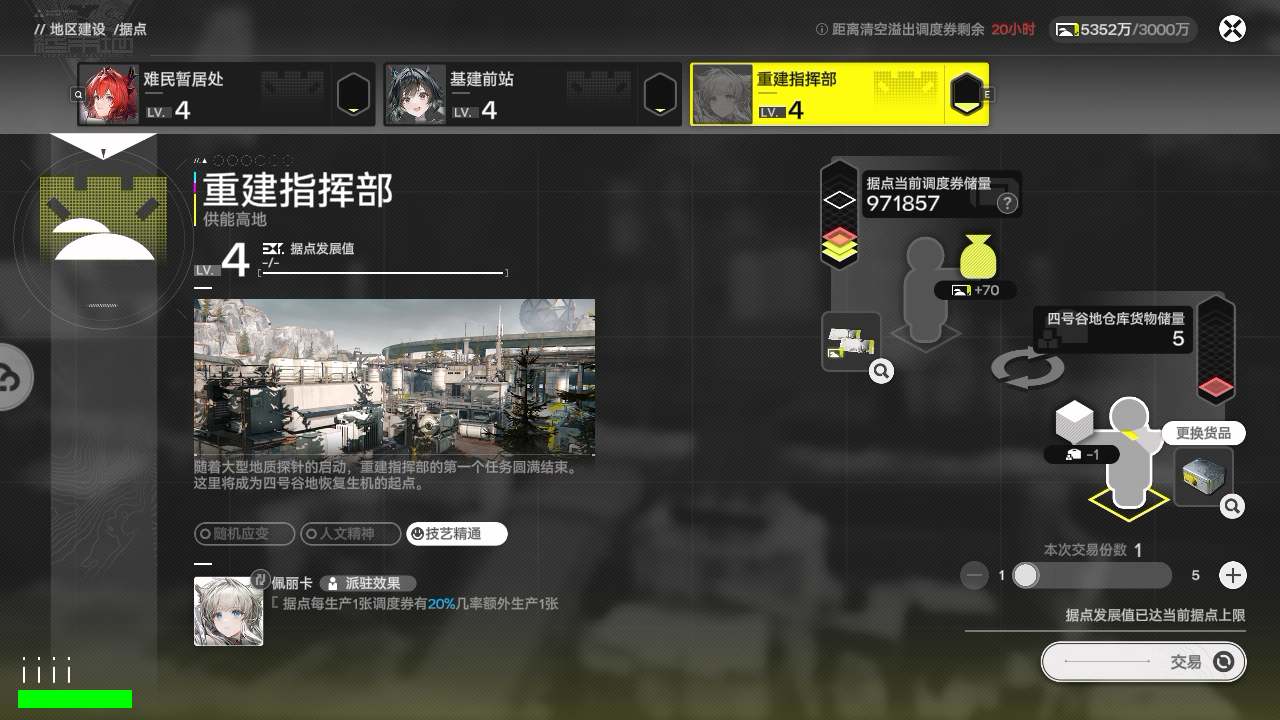 // 地区建设 /据点
距离清空溢出调度券剩余 20小时
5352万/3000万
Q
难民暂居处
LV. 4
基建前站
LV. 4
重建指挥部
LV. 4
E
重建指挥部
供能高地
LV. 4
据点发展值
-/-
随着大型地质探针的启动，重建指挥部的第一个任务圆满结束。
这里将成为四号谷地恢复生机的起点。
随机应变
人文精神
技艺精通
佩丽卡
派驻效果
据点每生产1张调度券有20%几率额外生产1张
据点当前调度券储量
971857
?
+70
四号谷地仓库货物储量
5
更换货品
-1
本次交易份数 1
1
5
据点发展值已达当前据点上限
交易